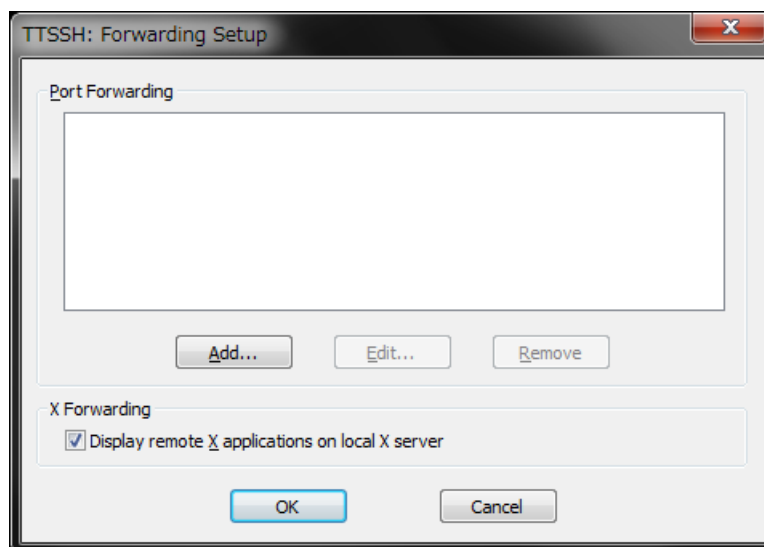 TTSSH: Forwarding Setup
Port Forwarding
Add... Edit... Remove
X Forwarding
Display remote X applications on local X server
OK Cancel